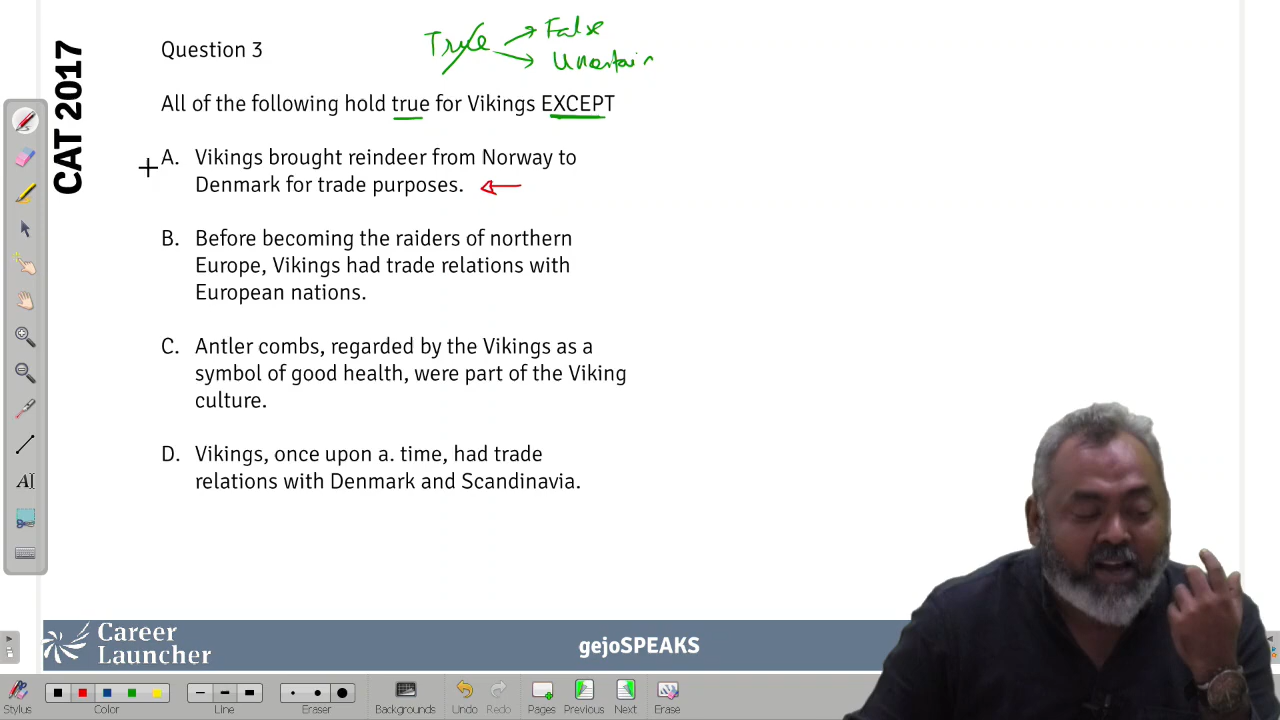 CAT 2017
Question 3
True False
Uncertain
All of the following hold true for Vikings EXCEPT
A. Vikings brought reindeer from Norway to
Denmark for trade purposes.
B. Before becoming the raiders of northern
Europe, Vikings had trade relations with
European nations.
C. Antler combs, regarded by the Vikings as a
symbol of good health, were part of the Viking
culture.
D. Vikings, once upon a. time, had trade
relations with Denmark and Scandinavia.
Career
Launcher
gejoSPEAKS
Stylus
Color
Line
Eraser
Backgrounds
Undo
Redo
Pages
Previous
Next
Erase